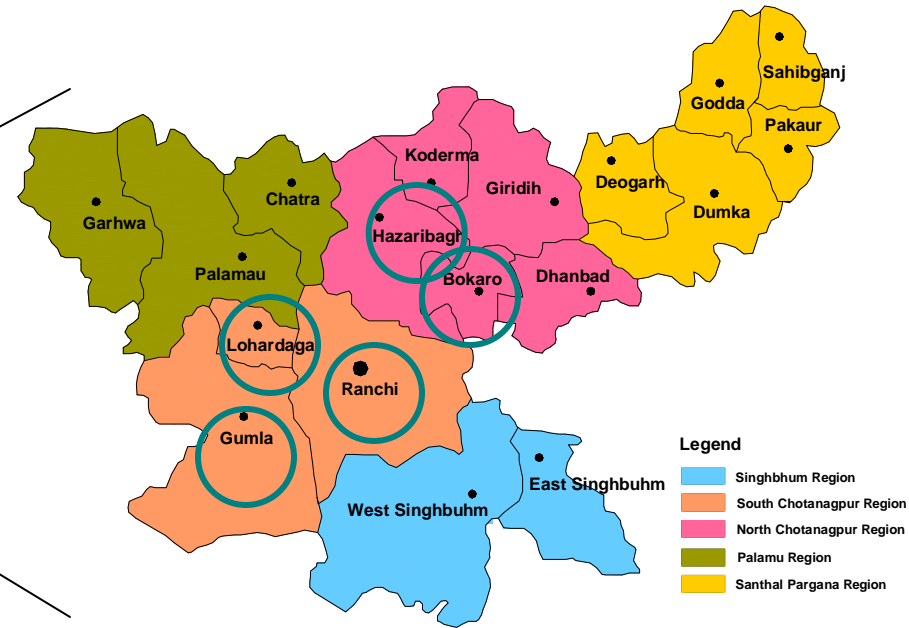 Sahibganj
Godda
Pakaur
Koderma
Giridih
Deogarh
Chatra
Dumka
Garhwa
Hazaribagh
Palamau
Bokaro
Dhanbad
Lohardaga
Ranchi
Gumla
East Singhbuhm
West Singhbuhm
Legend
Singhbhum Region
South Chotanagpur Region
North Chotanagpur Region
Palamu Region
Santhal Pargana Region